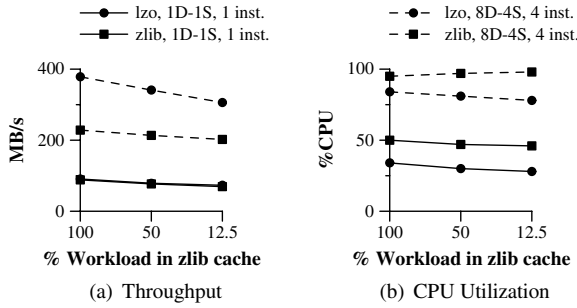 lzo, 1D-1S, 1 inst.
zlib, 1D-1S, 1 inst.
lzo, 8D-4S, 4 inst.
zlib, 8D-4S, 4 inst.
400
200
0
MB/s
100 50 12.5
% Workload in zlib cache
(a) Throughput
100
50
0
%CPU
100 50 12.5
% Workload in zlib cache
(b) CPU Utilization